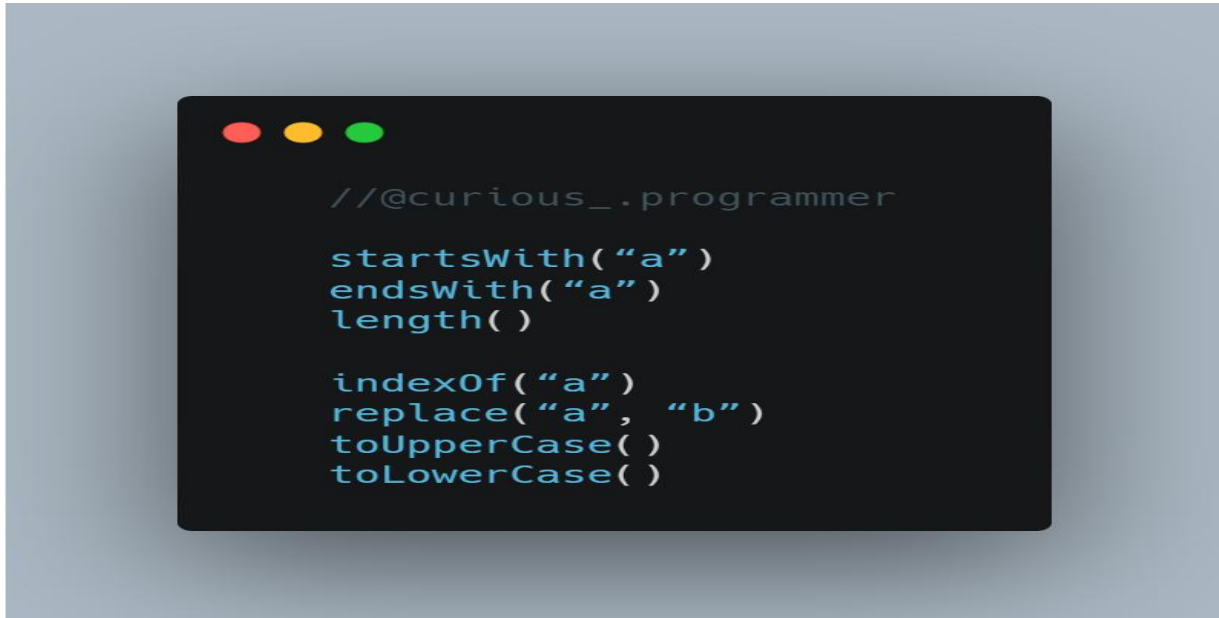 //@curious_.programmer
startsWith(“a”)
endsWith(“a”)
length()
indexOf(“a”)
replace(“a”, “b”)
toUpperCase()
toLowerCase()